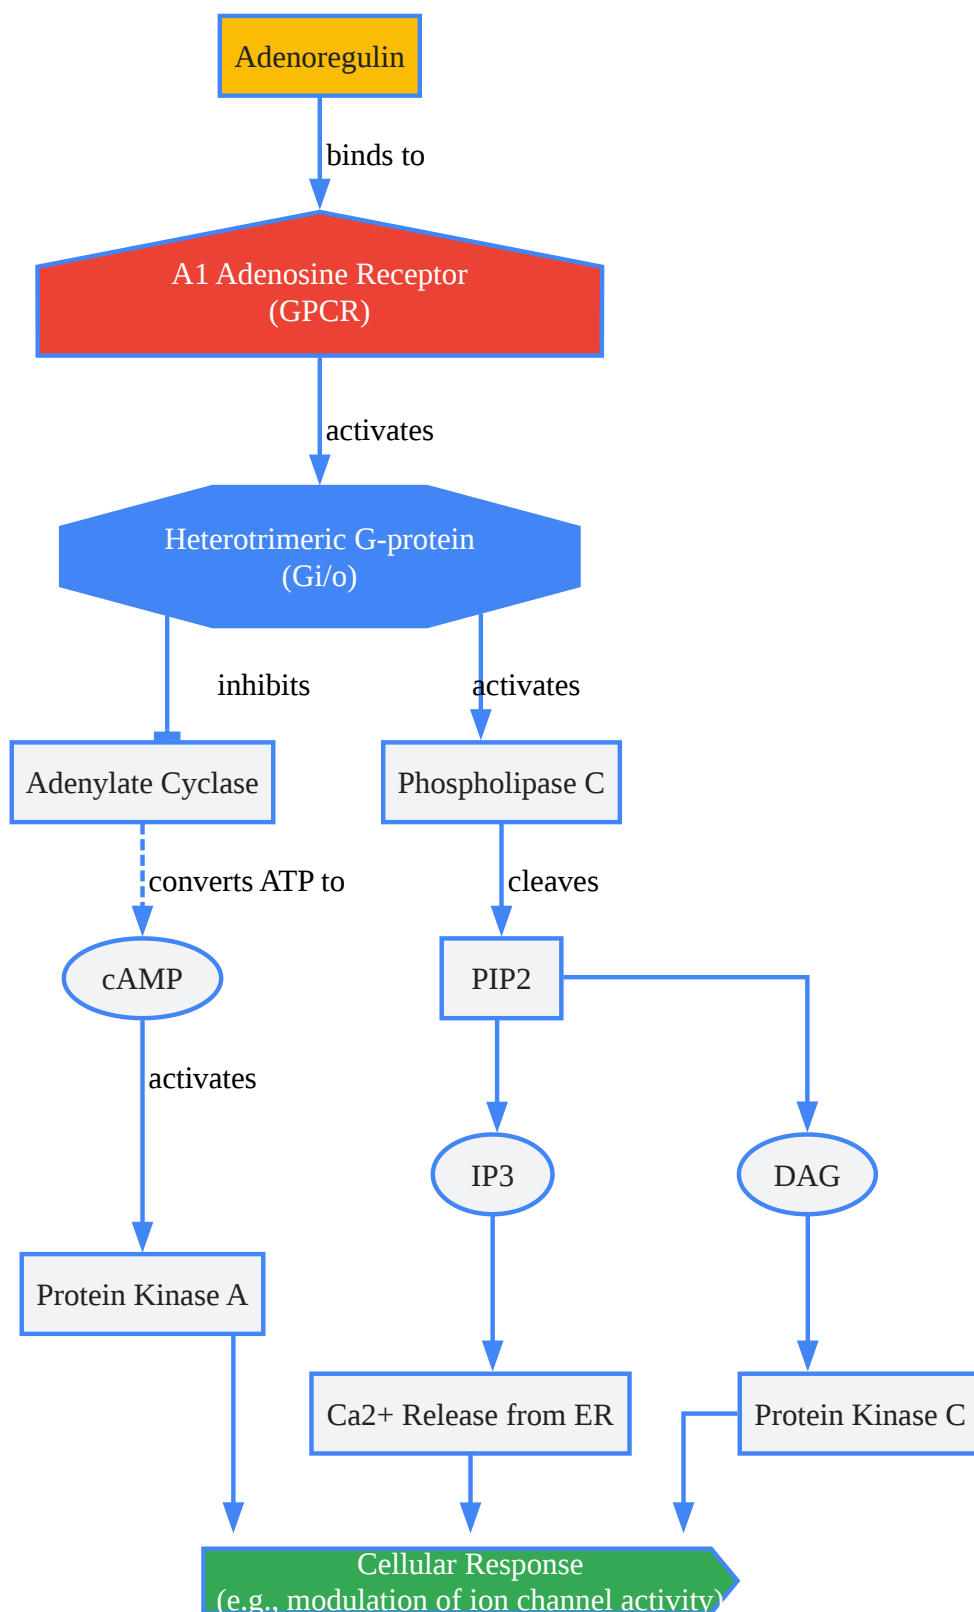 Adenoregulin
binds to
A1 Adenosine Receptor
(GPCR)
activates
Heterotrimeric G-protein
(Gi/o)
inhibits
activates
Adenylate Cyclase
Phospholipase C
converts ATP to
cleaves
cAMP
PIP2
activates
IP3
DAG
Protein Kinase A
Ca2+ Release from ER
Protein Kinase C
Cellular Response
(e.g., modulation of ion channel activity)